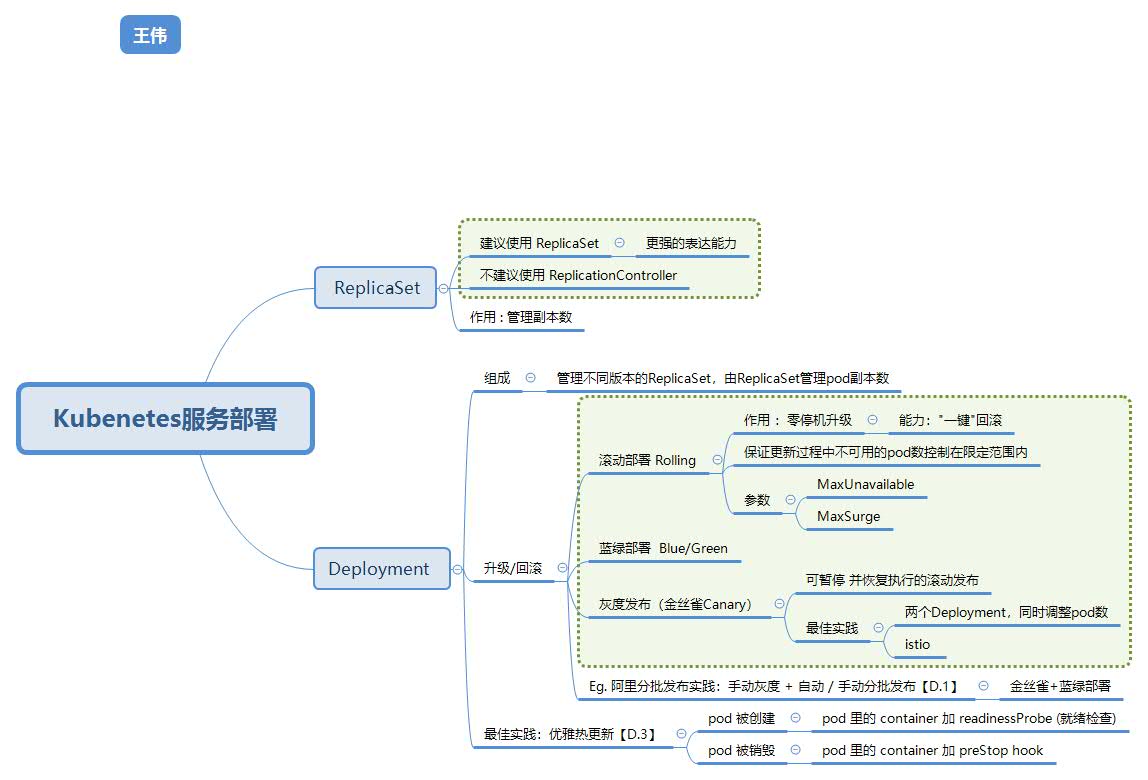 王伟
建议使用 ReplicaSet
更强的表达能力
不建议使用 ReplicationController
ReplicaSet
作用 : 管理副本数
组成
管理不同版本的ReplicaSet，由ReplicaSet管理pod副本数
Kubenetes服务部署
作用 ：零停机升级
能力："一键"回滚
滚动部署 Rolling
保证更新过程中不可用的pod数控制在限定范围内
参数
MaxUnavailable
MaxSurge
蓝绿部署 Blue/Green
Deployment
升级/回滚
可暂停 并恢复执行的滚动发布
灰度发布（金丝雀Canary）
最佳实践
两个Deployment，同时调整pod数
istio
Eg. 阿里分批发布实践：手动灰度 + 自动 / 手动分批发布【D.1】
金丝雀+蓝绿部署
最佳实践：优雅热更新【D.3】
pod 被创建
pod 里的 container 加 readinessProbe (就绪检查)
pod 被销毁
pod 里的 container 加 preStop hook